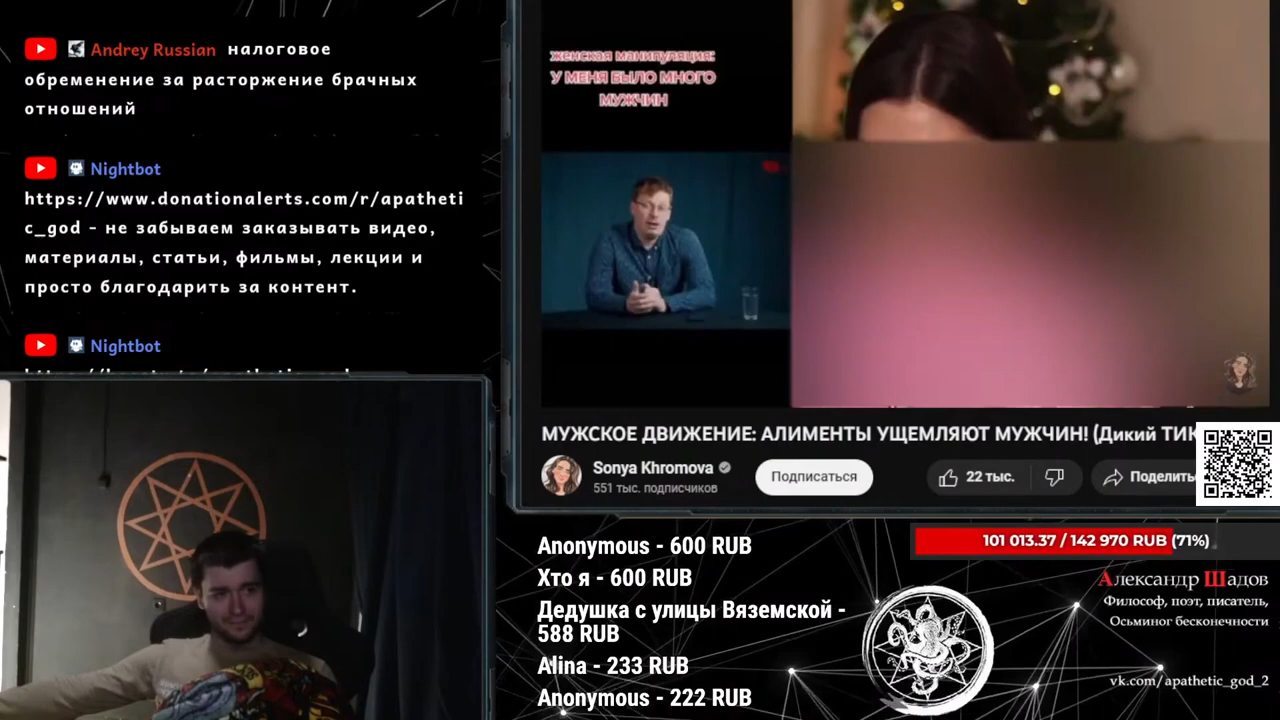 Andrey Russian налоговое
обременение за расторжение брачных
отношений
Nightbot
https://www.donationalerts.com/r/apatheti
c_god - не забываем заказывать видео,
материалы, статьи, фильмы, лекции и
просто благодарить за контент.
Nightbot
женская манипуляция:
У МЕНЯ БЫЛО МНОГО
МУЖЧИН
МУЖСКОЕ ДВИЖЕНИЕ: АЛИМЕНТЫ УЩЕМЛЯЮТ МУЖЧИН! (Дикий ТИК
Sonya Khromova
551 тыс. подписчиков
Подписаться
22 тыс.
Поделить
Anonymous - 600 RUB
Хто я - 600 RUB
Дедушка с улицы Вяземской -
588 RUB
Alina - 233 RUB
Anonymous - 222 RUB
101 013.37 / 142 970 RUB (71%)
Александр Шадов
Философ, поэт, писатель,
Осьминог бесконечности
vk.com/apathetic_god_2